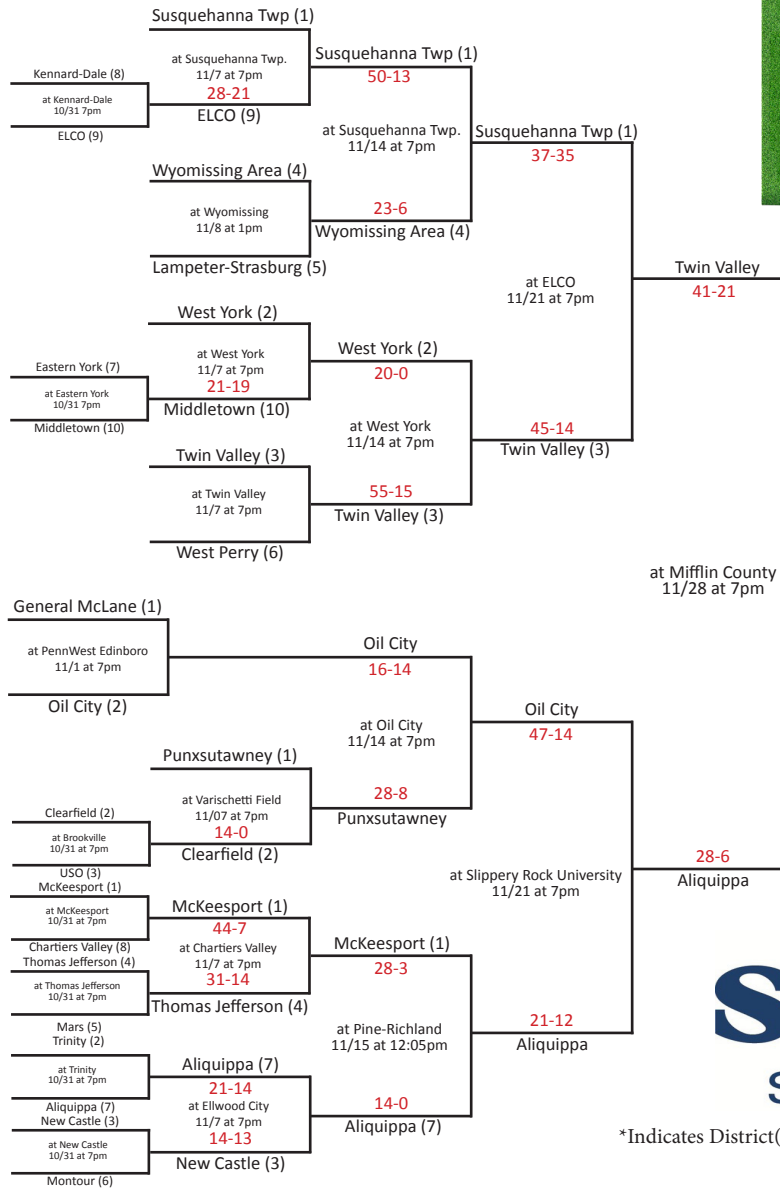 Susquehanna Twp (1)
at Susquehanna Twp.
11/7 at 7pm
28-21
ELCO (9)
Kennard-Dale (8)
at Kennard-Dale
10/31 7pm
ELCO (9)
Susquehanna Twp (1)
50-13
at Susquehanna Twp.
11/14 at 7pm
Wyomissing Area (4)
at Wyomissing
11/8 at 1pm
Lampeter-Strasburg (5)
23-6
Wyomissing Area (4)
Susquehanna Twp (1)
37-35
at ELCO
11/21 at 7pm
Twin Valley
41-21
West York (2)
at West York
11/7 at 7pm
21-19
Middletown (10)
Eastern York (7)
at Eastern York
10/31 7pm
Middletown (10)
West York (2)
20-0
at West York
11/14 at 7pm
Twin Valley (3)
at Twin Valley
11/7 at 7pm
West Perry (6)
55-15
Twin Valley (3)
45-14
Twin Valley (3)
at Mifflin County
11/28 at 7pm
General McLane (1)
at PennWest Edinboro
11/1 at 7pm
Oil City (2)
Oil City
16-14
at Oil City
11/14 at 7pm
Punxsutawney (1)
at Varischetti Field
11/07 at 7pm
14-0
Clearfield (2)
Clearfield (2)
at Brookville
10/31 at 7pm
USO (3)
28-8
Punxsutawney
Oil City
47-14
at Slippery Rock University
11/21 at 7pm
28-6
Aliquippa
McKeesport (1)
at McKeesport
10/31 at 7pm
Chartiers Valley (8)
Thomas Jefferson (4)
at Thomas Jefferson
10/31 at 7pm
Mars (5)
McKeesport (1)
44-7
at Chartiers Valley
11/7 at 7pm
31-14
Thomas Jefferson (4)
McKeesport (1)
28-3
at Pine-Richland
11/15 at 12:05pm
21-12
Aliquippa
Trinity (2)
at Trinity
10/31 at 7pm
Aliquippa (7)
New Castle (3)
at New Castle
10/31 at 7pm
Montour (6)
Aliquippa (7)
21-14
at Ellwood City
11/7 at 7pm
14-13
New Castle (3)
14-0
Aliquippa (7)
S
S
*Indicates District(